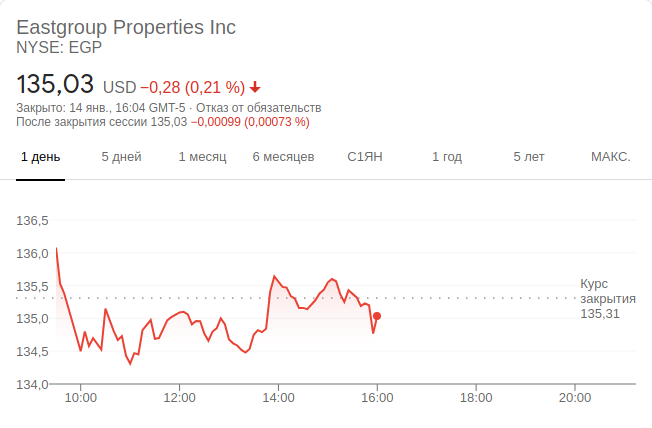 Eastgroup Properties Inc
NYSE: EGP
135,03 USD −0,28 (0,21 %)
Закрыто: 14 янв., 16:04 GMT-5 · Отказ от обязательств
После закрытия сессии 135,03 −0,00099 (0,00073 %)
1 день 5 дней 1 месяц 6 месяцев С1ЯН 1 год 5 лет МАКС.
136,5
136,0
135,5
135,0
134,5
134,0
Курс
закрытия
135,31
10:00 12:00 14:00 16:00 18:00 20:00